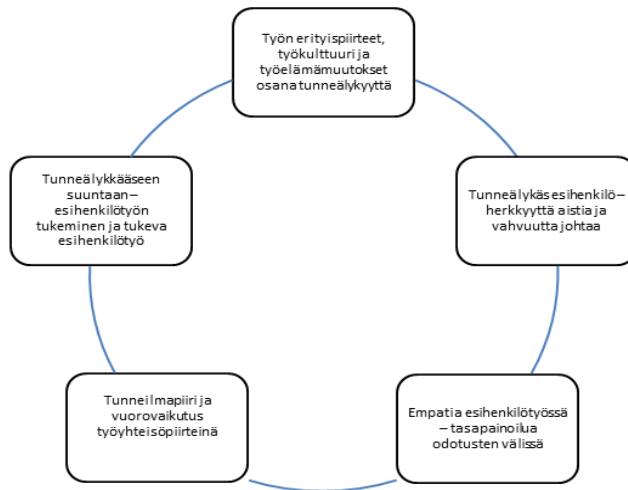 Työn erityispiirteet,
työkulttuuri ja
työelämämuutokset
osana tunneälykyyttä
Tunneälykäs esihenkilö –
herkkyyttä aistia ja
vahvuutta johtaa
Empatia esihenkilötyössä
– tasapainoilua
odotusten välissä
Tunneilmapiiri ja
vuorovaikutus
työyhteisöpiirteinä
Tunneälykkääseen
suuntaan –
esihenkilötyön
tukeminen ja tukeva
esihenkilötyö